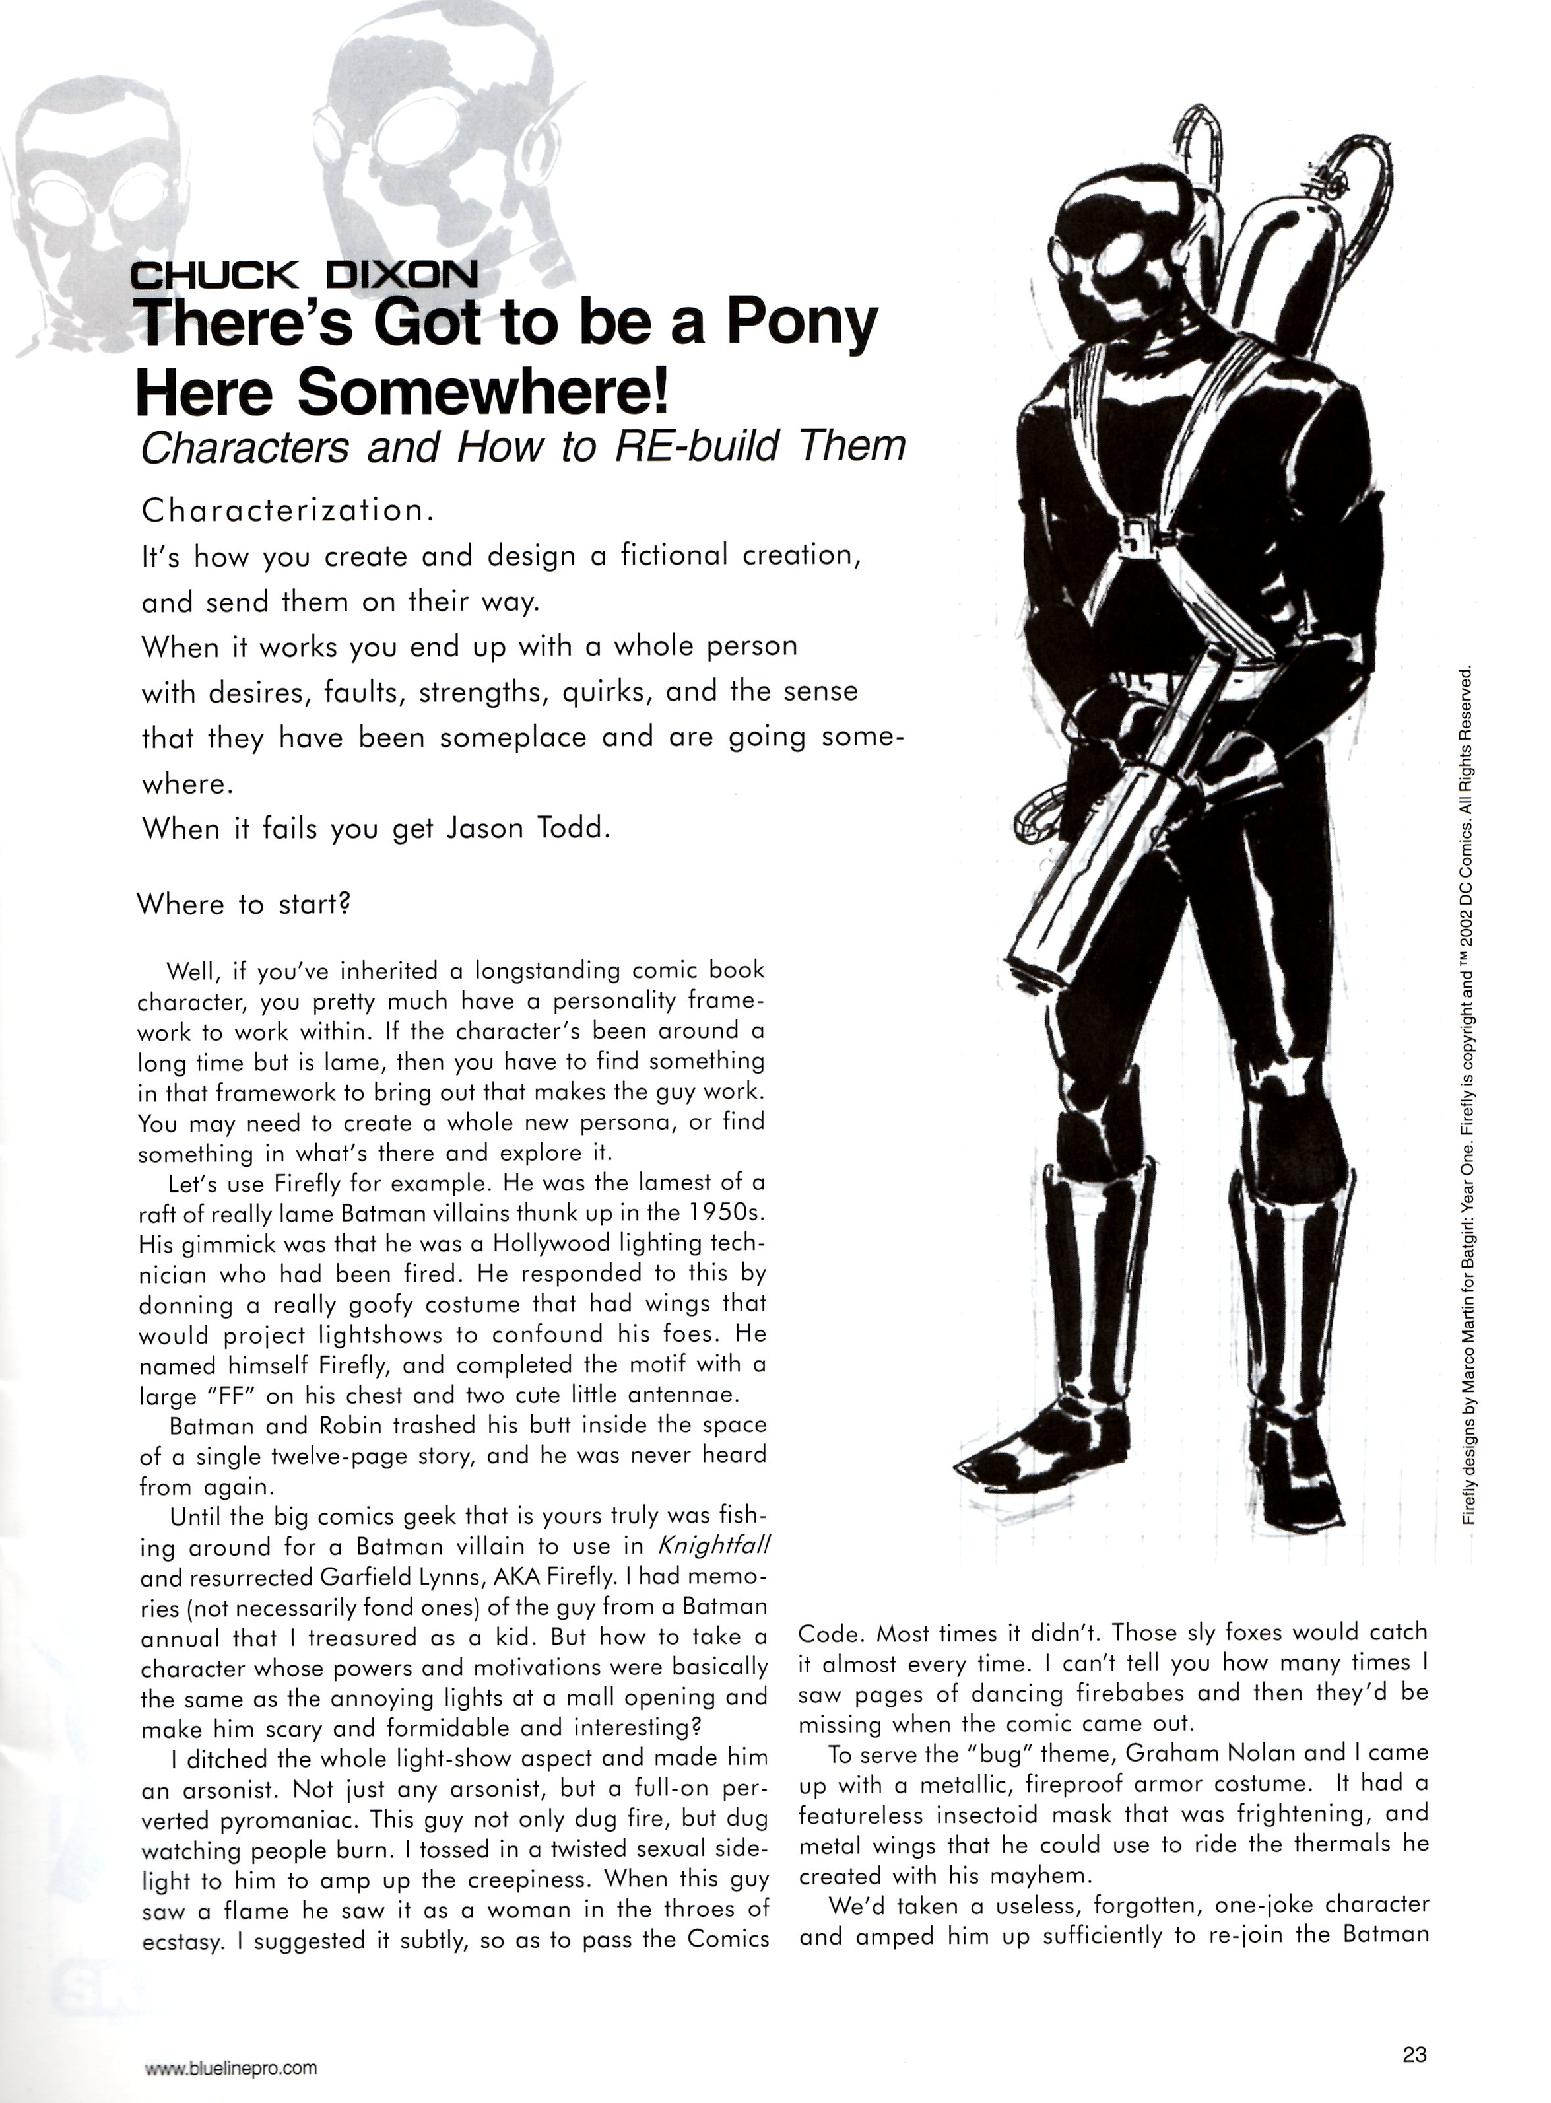 CHUCK DIXON
There's Got to be a Pony
Here Somewhere!
Characters and How to RE-build Them
Characterization.
It's how you create and design a fictional creation,
and send them on their way.
When it works you end up with a whole person
with desires, faults, strengths, quirks, and the sense
that they have been someplace and are going some-
where.
When it fails you get Jason Todd.
Where to start?
Well, if you've inherited a longstanding comic book
character, you pretty much have a personality frame-
work to work within. If the character's been around a
long time but is lame, then you have to find something
in that framework to bring out that makes the guy work.
You may need to create a whole new persona, or find
something in what's there and explore it.
Let's use Firefly for example. He was the lamest of a
raft of really lame Batman villains thunk up in the 1950s.
His gimmick was that he was a Hollywood lighting tech-
nician who had been fired. He responded to this by
donning a really goofy costume that had wings that
would project lightshows to confound his foes. He
named himself Firefly, and completed the motif with a
large "FF" on his chest and two cute little antennae.
Batman and Robin trashed his butt inside the space
of a single twelve-page story, and he was never heard
from again.
Until the big comics geek that is yours truly was fish-
ing around for a Batman villain to use in Knightfall
and resurrected Garfield Lynns, AKA Firefly. I had memo-
ries (not necessarily fond ones) of the guy from a Batman
annual that I treasured as a kid. But how to take a
character whose powers and motivations were basically
the same as the annoying lights at a mall opening and
make him scary and formidable and interesting?
I ditched the whole light-show aspect and made him
an arsonist. Not just any arsonist, but a full-on per-
verted pyromaniac. This guy not only dug fire, but dug
watching people burn. I tossed in a twisted sexual side-
light to him to amp up the creepiness. When this guy
saw a flame he saw it as a woman in the throes of
ecstasy. I suggested it subtly, so as to pass the Comics
Code. Most times it didn't. Those sly foxes would catch
it almost every time. I can't tell you how many times I
saw pages of dancing firebabes and then they'd be
missing when the comic came out.
To serve the "bug" theme, Graham Nolan and I came
up with a metallic, fireproof armor costume. It had a
featureless insectoid mask that was frightening, and
metal wings that he could use to ride the thermals he
created with his mayhem.
We'd taken a useless, forgotten, one-joke character
and amped him up sufficiently to re-join the Batman
Firefly designs by Marco Martin for Batgirl: Year One. Firefly is copyright and ™ 2002 DC Comics. All Rights Reserved.
www.bluelinepro.com
23